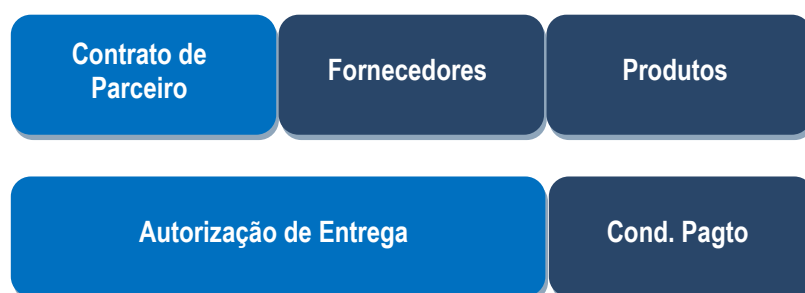 Contrato de
Parceiro
Fornecedores
Produtos
Autorização de Entrega
Cond. Pagto